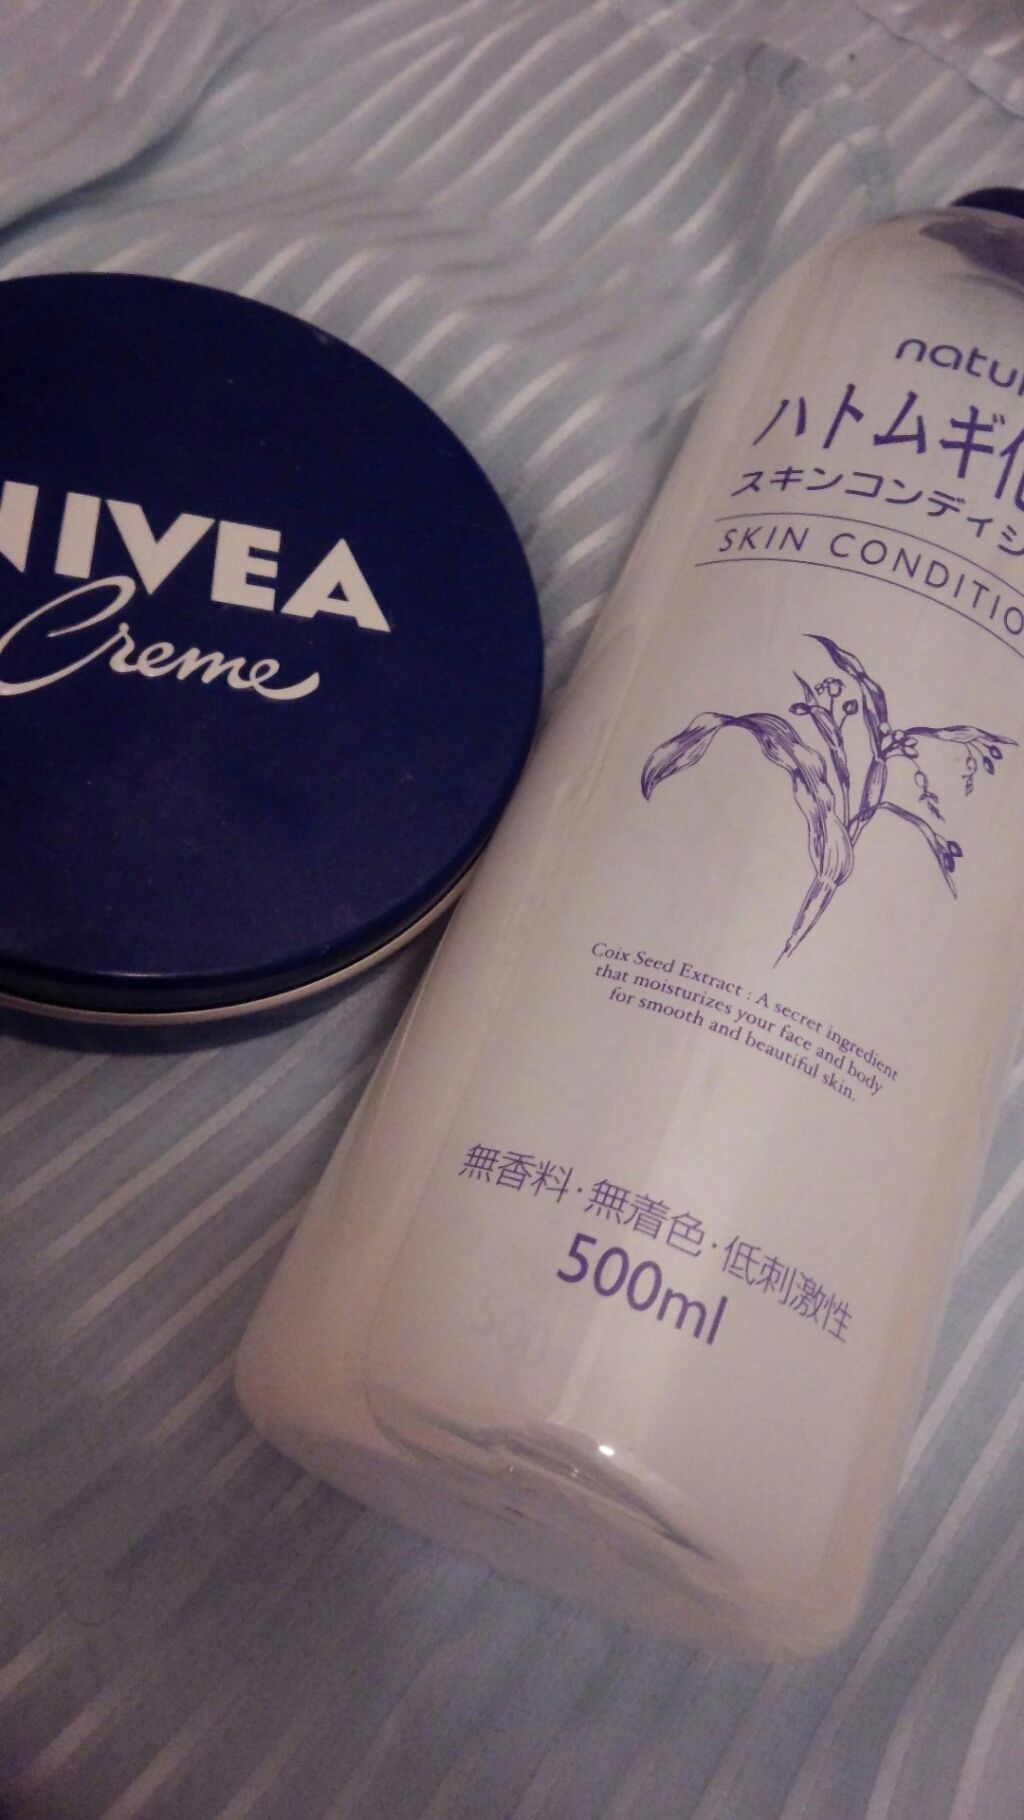 NIVEA
Creme
natur
ハトムギ化
スキンコンディシ
SKIN CONDITIO
Coix Seed Extract : A secret ingredient
that moisturizes your face and body
for smooth and beautiful skin.
無香料・無着色・低刺激性
500ml